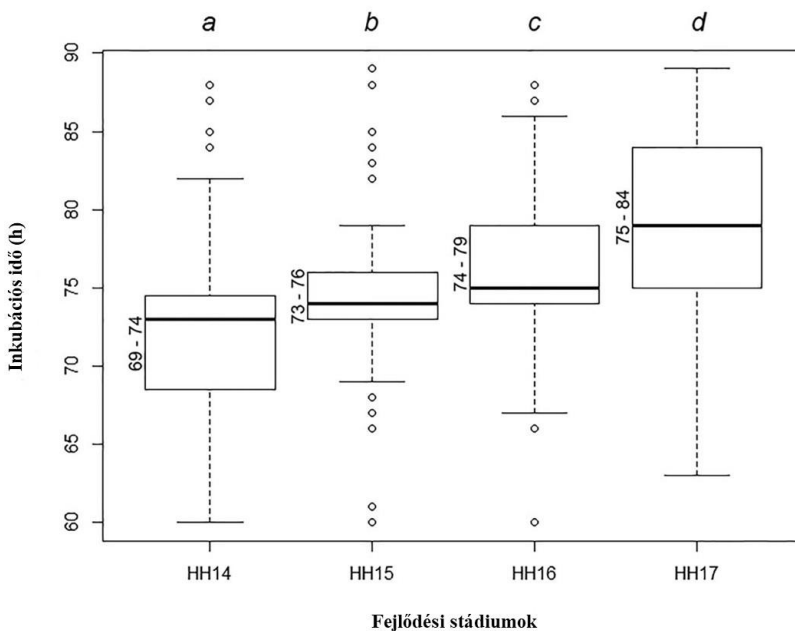 a b c d
90
85
80
75
70
65
60
Inkubációs idő (h)
69 - 74
73 - 76
74 - 79
75 - 84
HH14 HH15 HH16 HH17
Fejlődési stádiumok